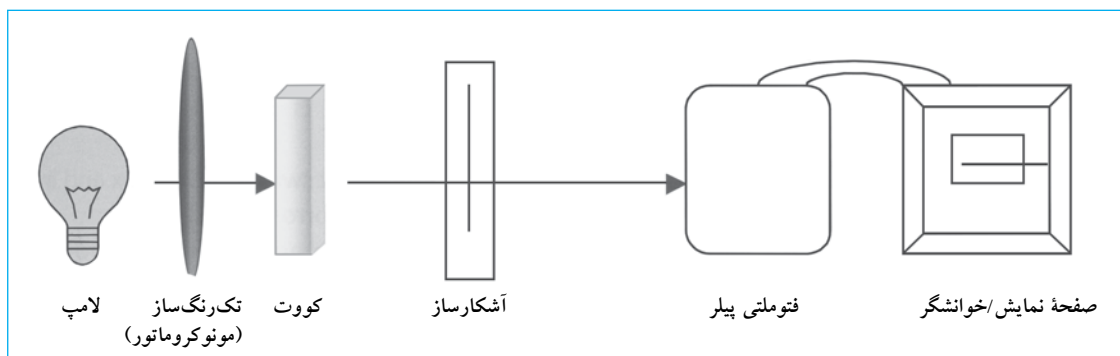 صفحهٔ نمایش/خوانشگر
فتوملتی پیلر
آشکارساز
کووت
تک‌رنگ‌ساز
(مونوکروماتور)
لامپ